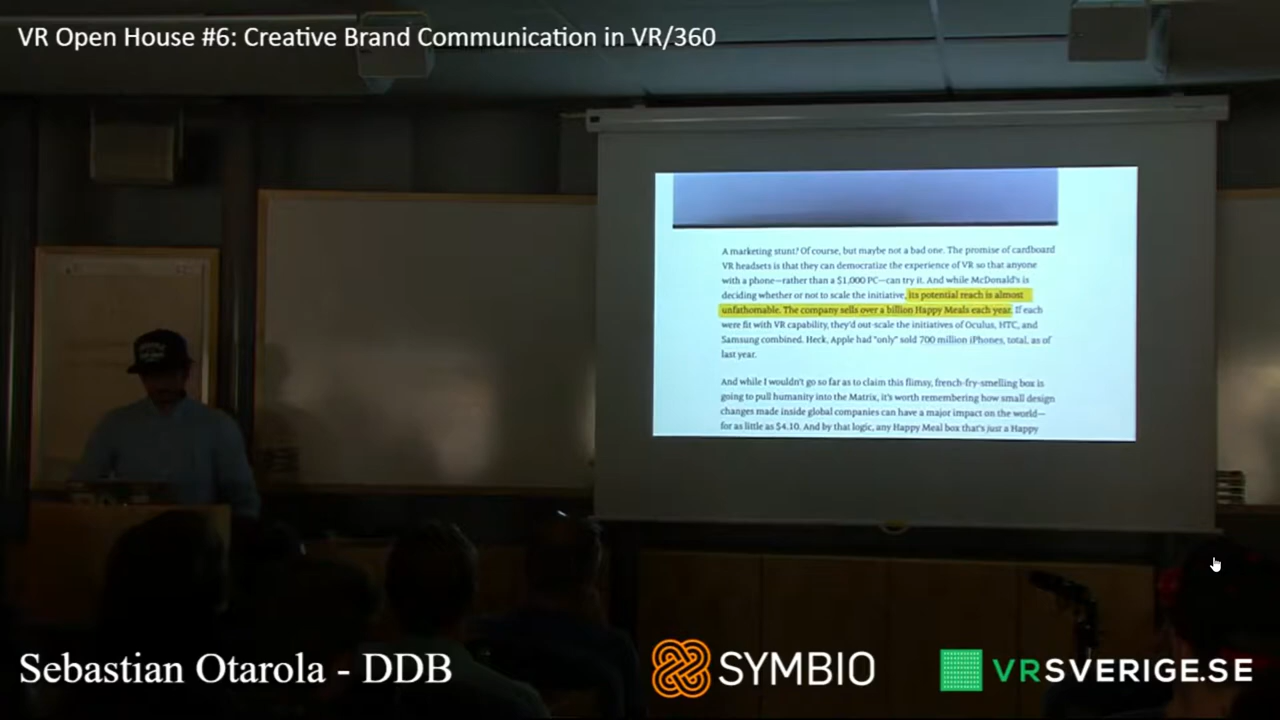 VR Open House #6: Creative Brand Communication in VR/360
A marketing stunt? Of course, but maybe not a bad one. The promise of cardboard
VR headsets is that they can democratize the experience of VR so that anyone
with a phone—rather than a $1,000 PC—can try it. And while McDonald's is
deciding whether or not to scale the initiative, its potential reach is almost
unfathomable. The company sells over a billion Happy Meals each year. If each
were fit with VR capability, they'd out-scale the initiatives of Oculus, HTC, and
Samsung combined. Heck, Apple had "only" sold 700 million iPhones, total, as of
last year.
And while I wouldn't go so far as to claim this flimsy, french-fry-smelling box is
going to pull humanity into the Matrix, it's worth remembering how small design
changes made inside global companies can have a major impact on the world—
for as little as $4.10. And by that logic, any Happy Meal box that's just a Happy
Sebastian Otarola - DDB
SYMBIO
VRSVERIGE.SE